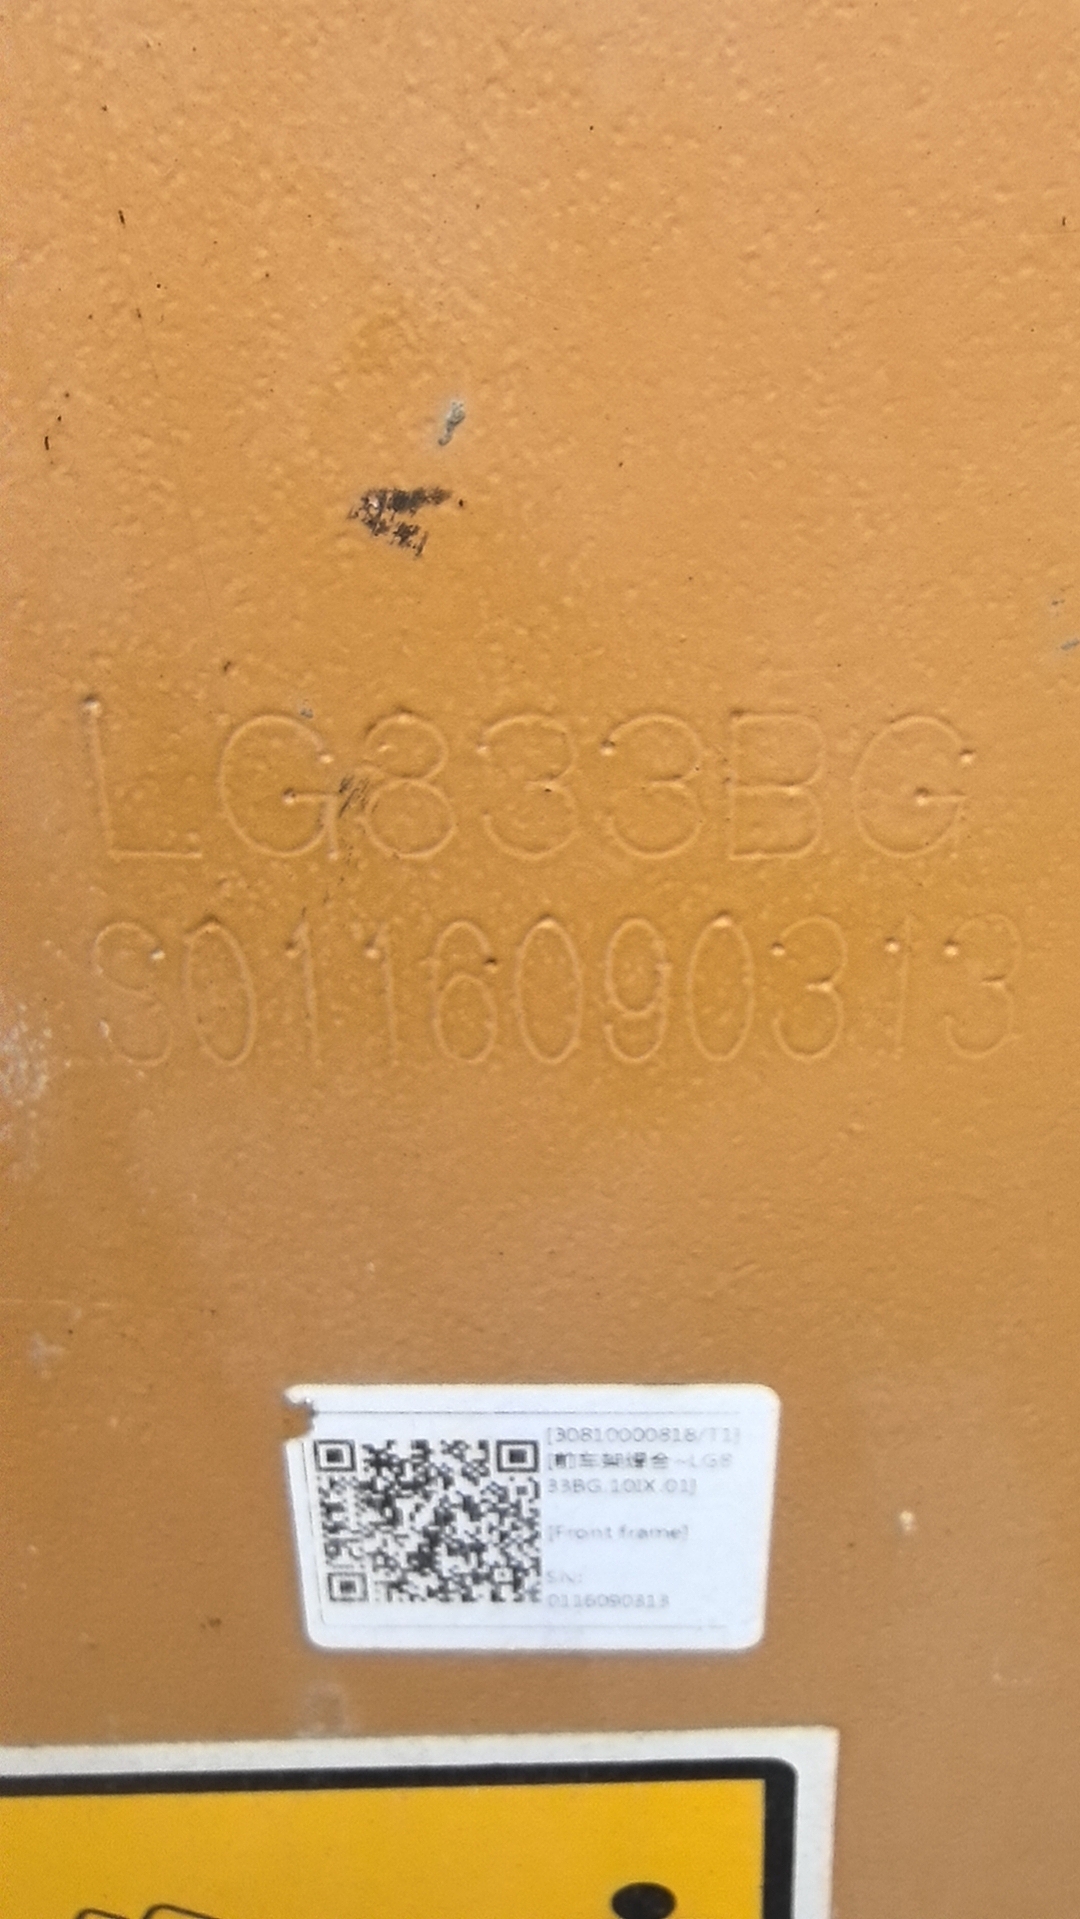 LG833BG
S0116090313
[30810000818/T1]
[前车架焊合~LG8
33BG.10IX.01]
[Front frame]
S/N:
0116090313